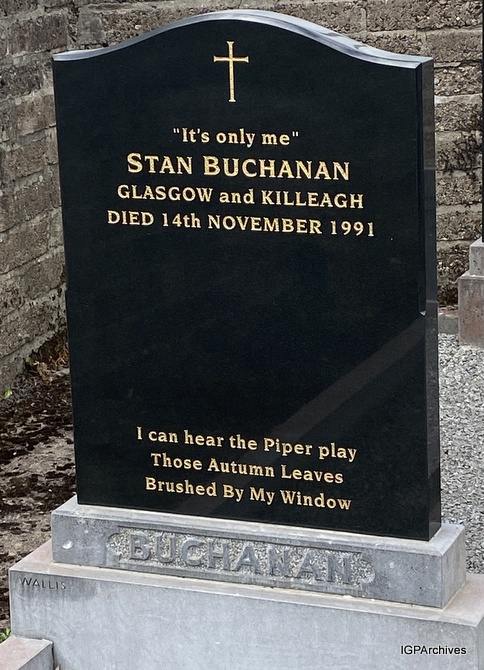 "It's only me"
STAN BUCHANAN
GLASGOW and KILLEAGH
DIED 14th NOVEMBER 1991
I can hear the Piper play
Those Autumn Leaves
Brushed By My Window
BUCHANAN
WALLIS
IGPArchives